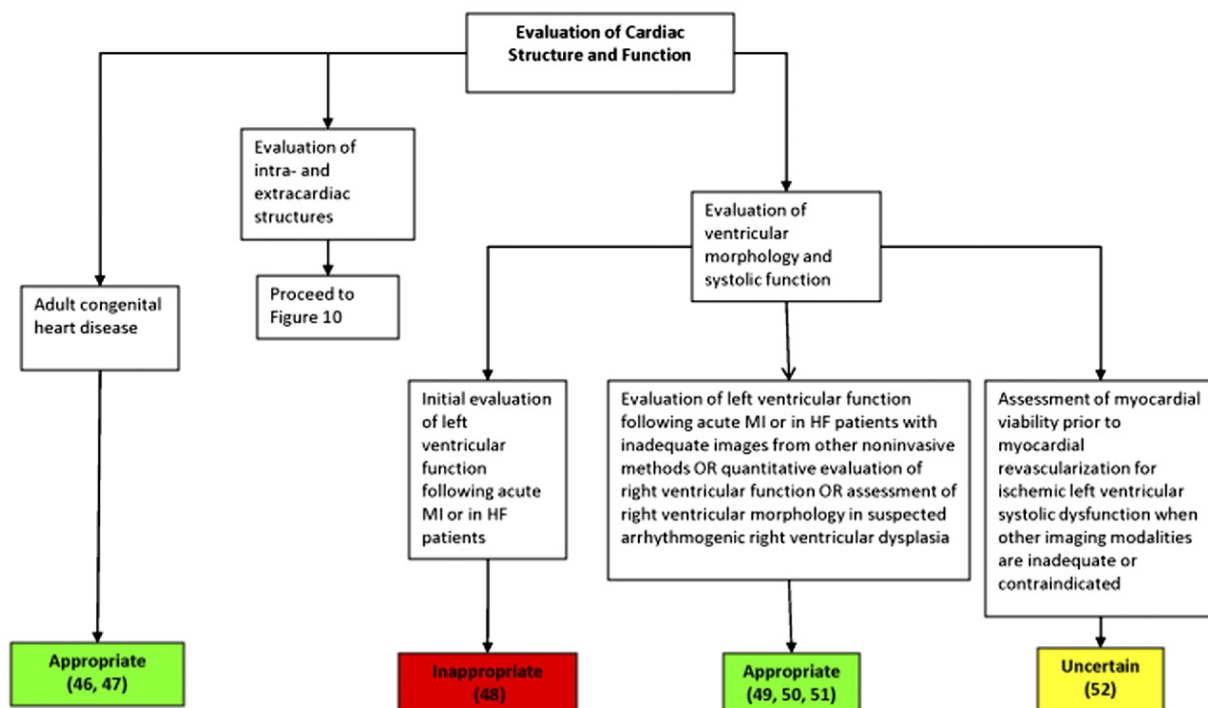 Evaluation of Cardiac
Structure and Function
Evaluation of
intra- and
extracardiac
structures
Proceed to
Figure 10
Adult congenital
heart disease
Evaluation of
ventricular
morphology and
systolic function
Initial evaluation
of left
ventricular
function
following acute
MI or in HF
patients
Evaluation of left ventricular function
following acute MI or in HF patients with
inadequate images from other noninvasive
methods OR quantitative evaluation of
right ventricular function OR assessment of
right ventricular morphology in suspected
arrhythmogenic right ventricular dysplasia
Assessment of myocardial
viability prior to
myocardial
revascularization for
ischemic left ventricular
systolic dysfunction when
other imaging modalities
are inadequate or
contraindicated
Appropriate
(46, 47)
Inappropriate
(48)
Appropriate
(49, 50, 51)
Uncertain
(52)